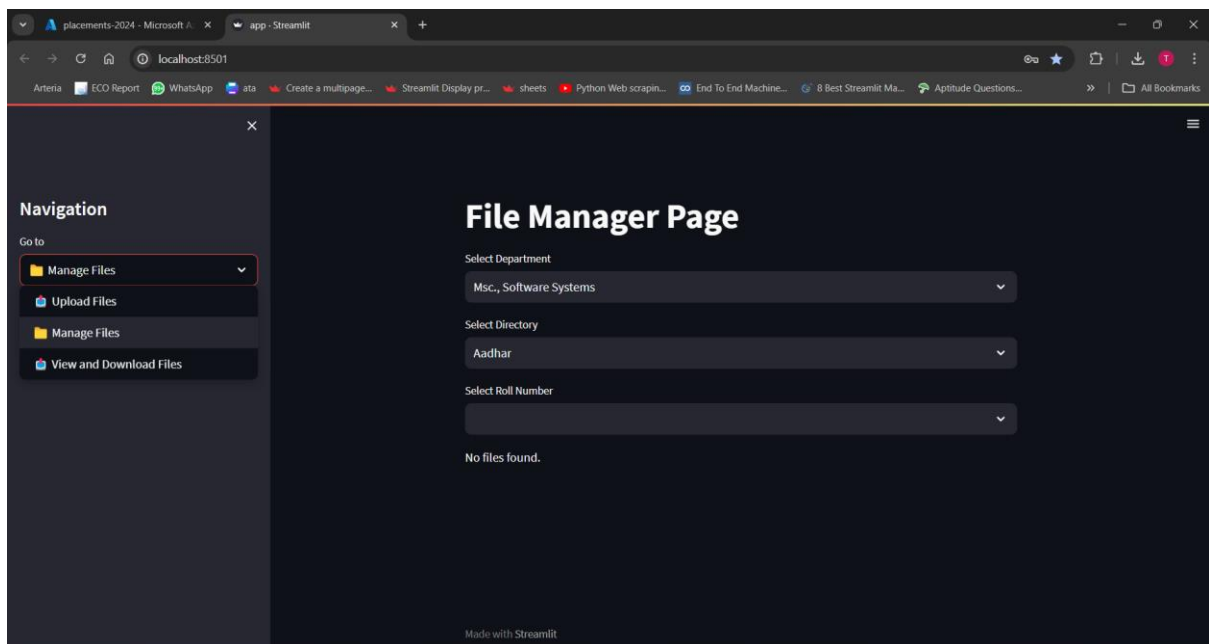 placements-2024 - Microsoft A
app · Streamlit
localhost:8501
T
Arteria ECO Report WhatsApp ata Create a multipage... Streamlit Display pr... sheets Python Web scrapin... End To End Machine... 8 Best Streamlit Ma... Aptitude Questions... » All Bookmarks
Navigation
Go to
Manage Files
Upload Files
Manage Files
View and Download Files
File Manager Page
Select Department
Msc., Software Systems
Select Directory
Aadhar
Select Roll Number
No files found.
Made with Streamlit